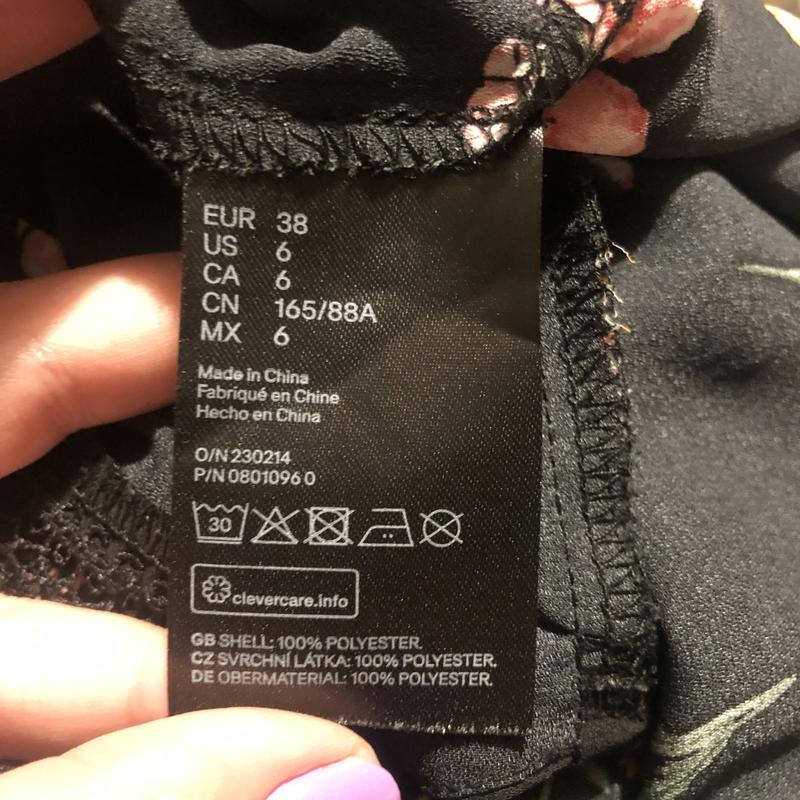 EUR 38
US 6
CA 6
CN 165/88A
MX 6
Made in China
Fabriqué en Chine
Hecho en China
O/N 230214
P/N 0801096 0
30
clevercare.info
GB SHELL: 100% POLYESTER.
CZ SVRCHNÍ LÁTKA: 100% POLYESTER.
DE OBERMATERIAL: 100% POLYESTER.